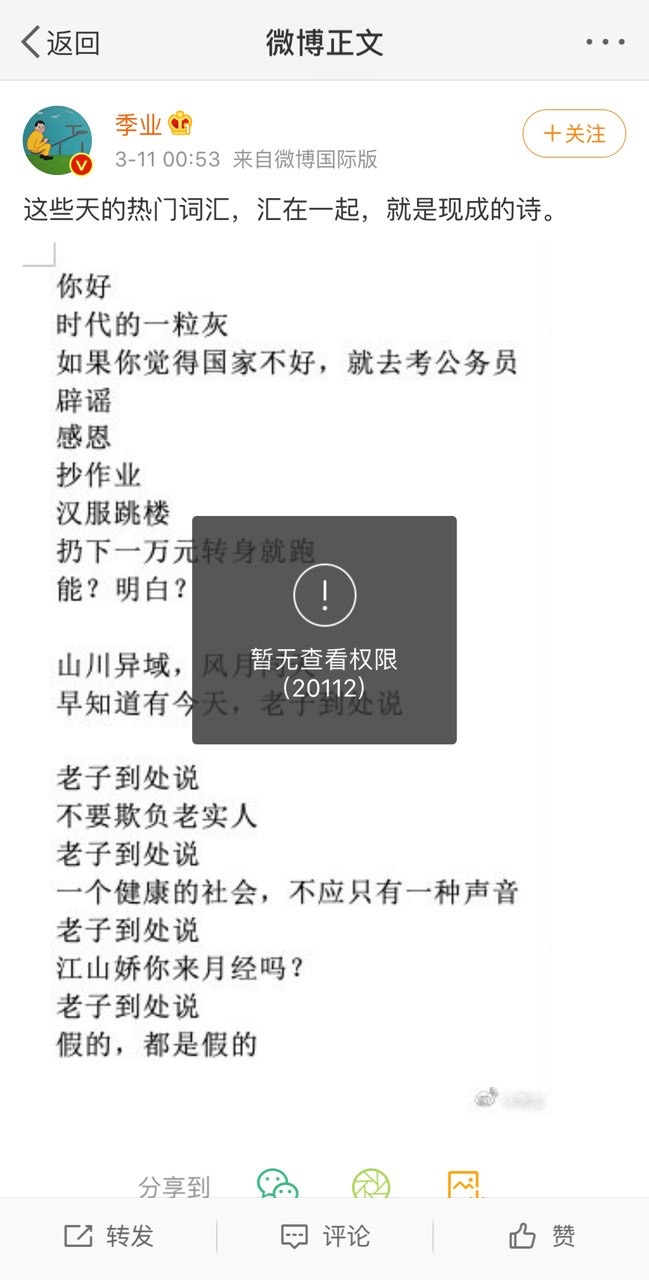 返回
微博正文
季业
3-11 00:53 来自微博国际版
+关注
这些天的热门词汇，汇在一起，就是现成的诗。
你好
时代的一粒灰
如果你觉得国家不好，就去考公务员
辟谣
感恩
抄作业
汉服跳楼
扔下一万元转身就跑
能？明白？
山川异域，风月同天
早知道有今天，老子到处说
暂无查看权限
(20112)
老子到处说
不要欺负老实人
老子到处说
一个健康的社会，不应只有一种声音
老子到处说
江山娇你来月经吗？
老子到处说
假的，都是假的
分享到
转发
评论
赞